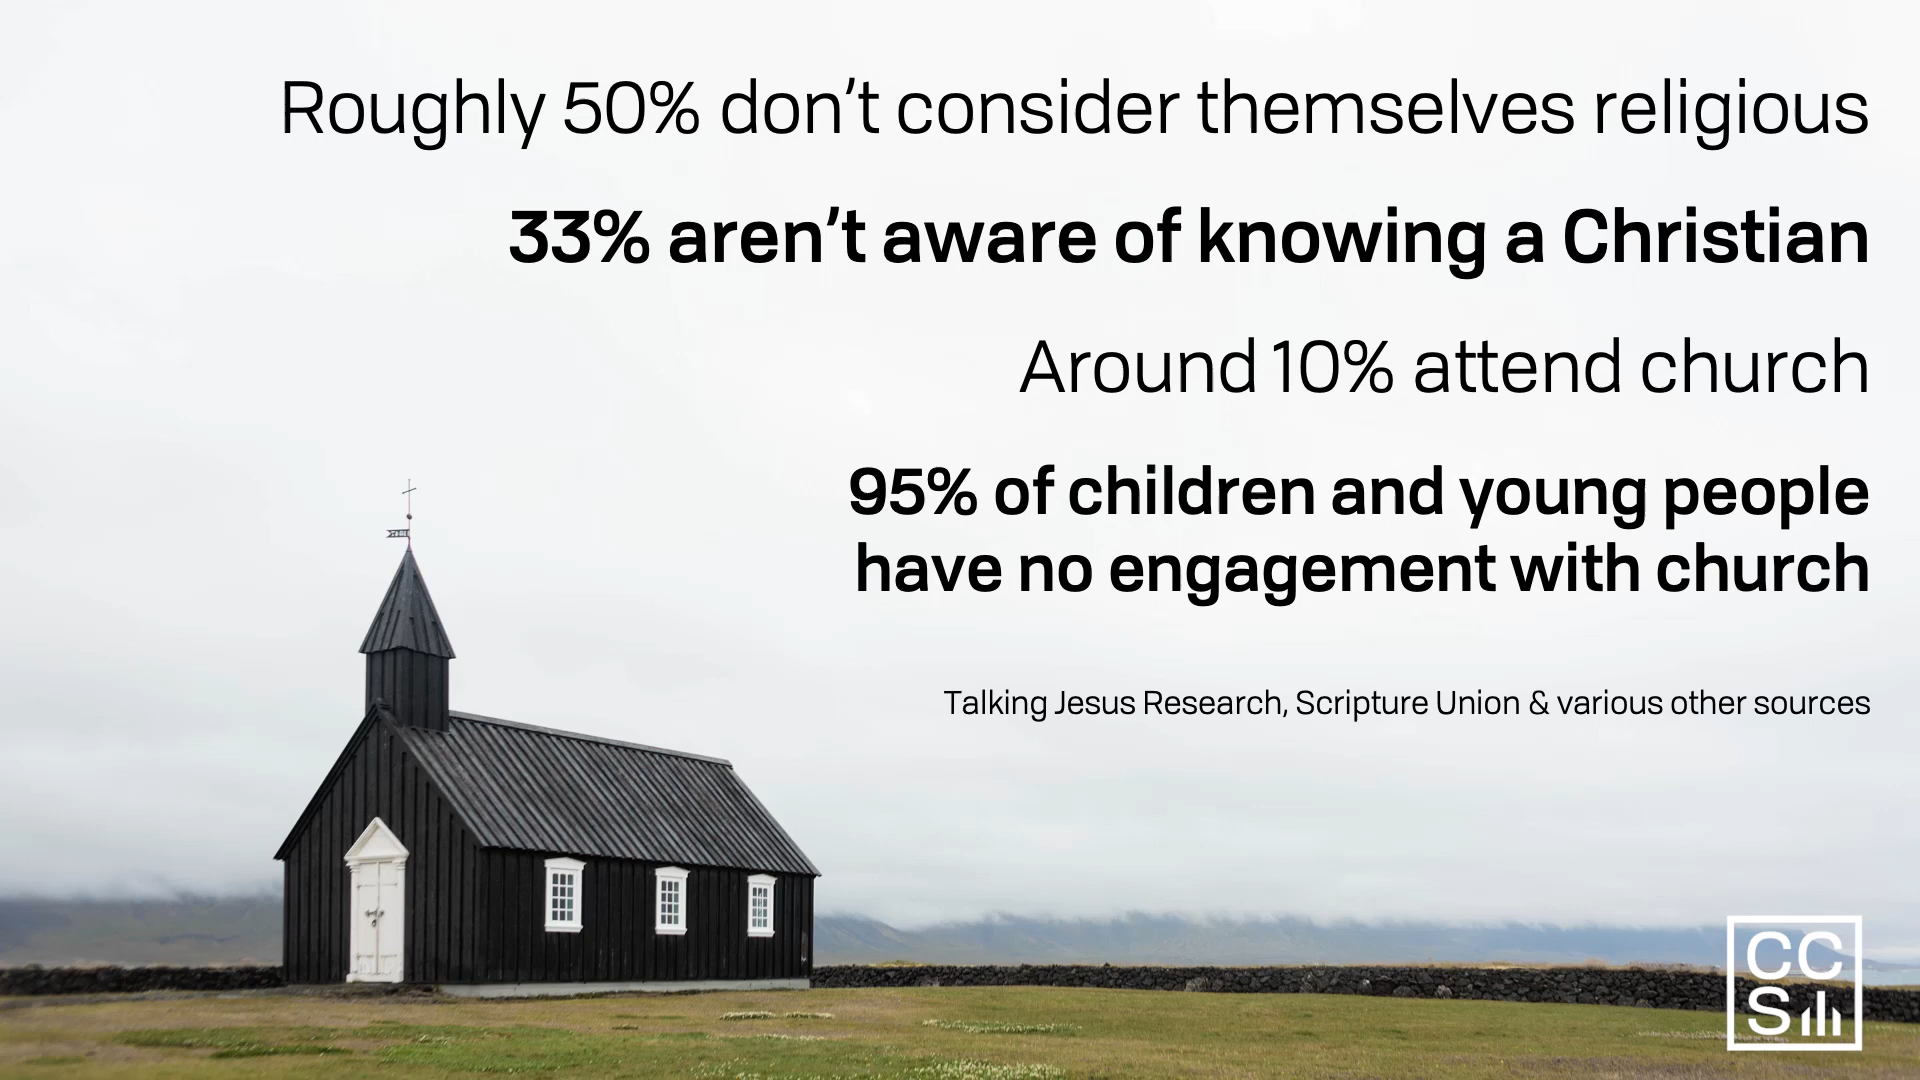 Roughly 50% don’t consider themselves religious
33% aren’t aware of knowing a Christian
Around 10% attend church
95% of children and young people
have no engagement with church
Talking Jesus Research, Scripture Union & various other sources
CC
S